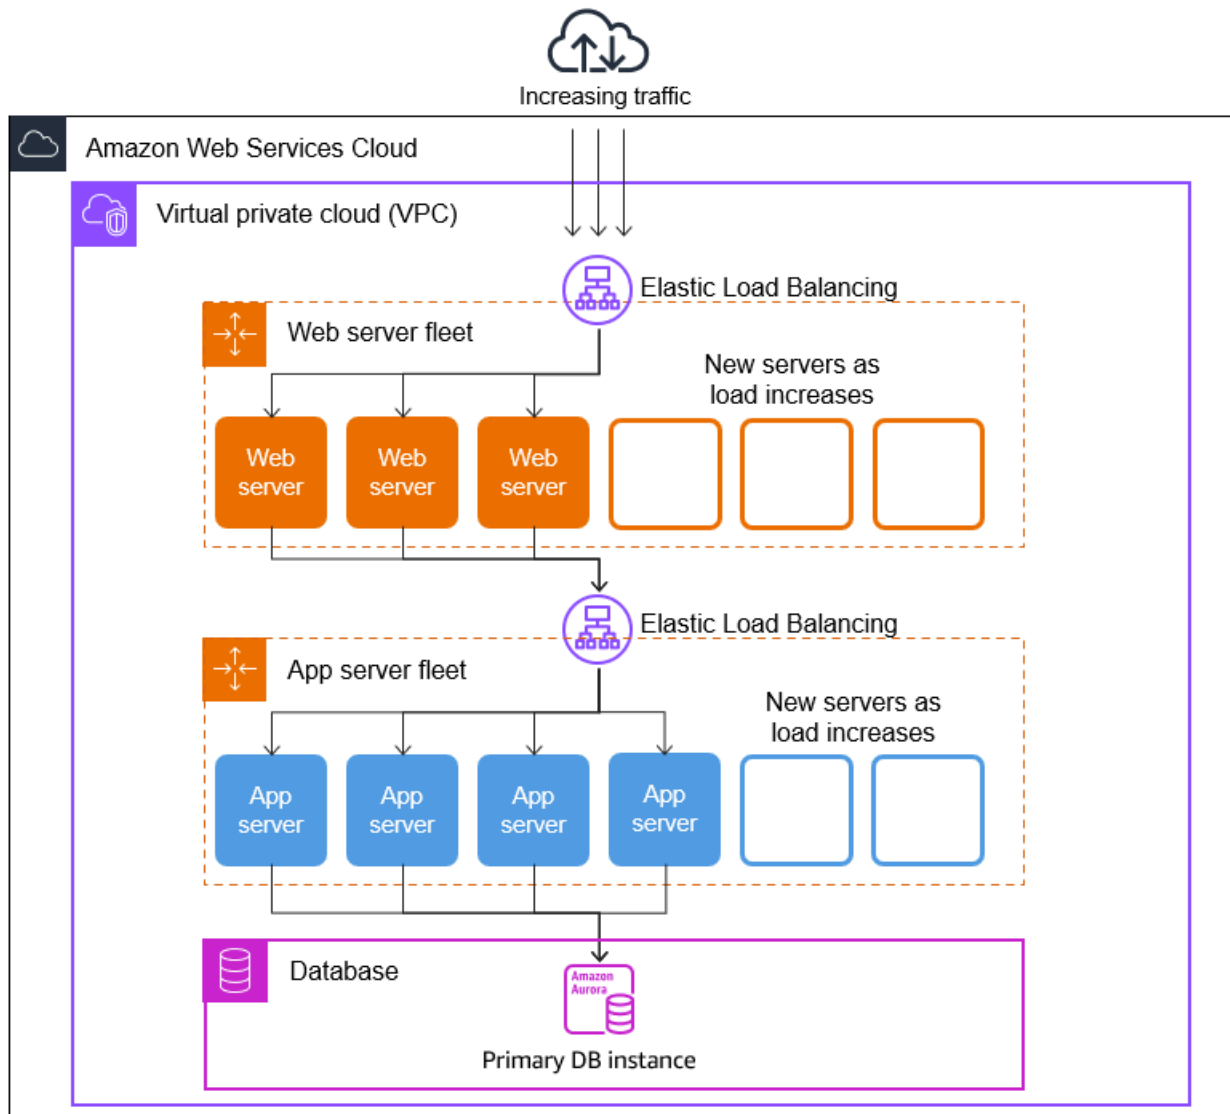 Increasing traffic
Amazon Web Services Cloud
Virtual private cloud (VPC)
Elastic Load Balancing
Web server fleet
New servers as
load increases
Web
server
Web
server
Web
server
Elastic Load Balancing
App server fleet
New servers as
load increases
App
server
App
server
App
server
App
server
Database
Amazon
Aurora
Primary DB instance